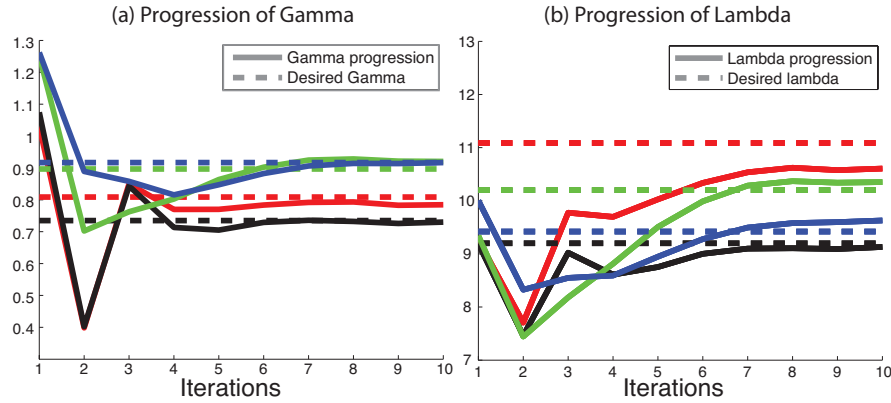 (a) Progression of Gamma
1.3
1.2
1.1
1
0.9
0.8
0.7
0.6
0.5
0.4
Gamma progression
Desired Gamma
1 2 3 4 5 6 7 8 9 10
Iterations
(b) Progression of Lambda
13
12
11
10
9
8
7
Lambda progression
Desired lambda
1 2 3 4 5 6 7 8 9 10
Iterations